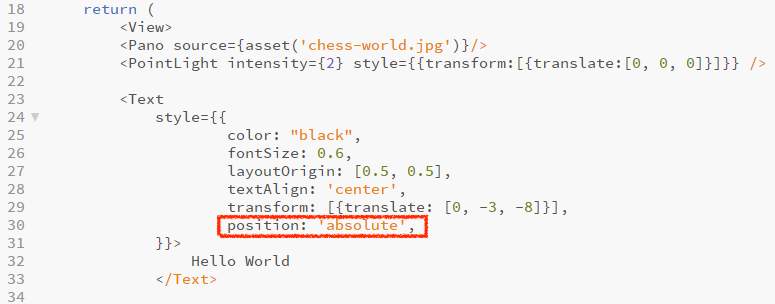 18 return (
19 <View>
20 <Pano source={asset('chess-world.jpg')}/>
21 <PointLight intensity={2} style={{transform:[{translate:[0, 0, 0]}]}} />
22
23 <Text
24 style={{
25 color: "black",
26 fontSize: 0.6,
27 layoutOrigin: [0.5, 0.5],
28 textAlign: 'center',
29 transform: [{translate: [0, -3, -8]}],
30 position: 'absolute',
31 }}>
32 Hello World
33 </Text>
34